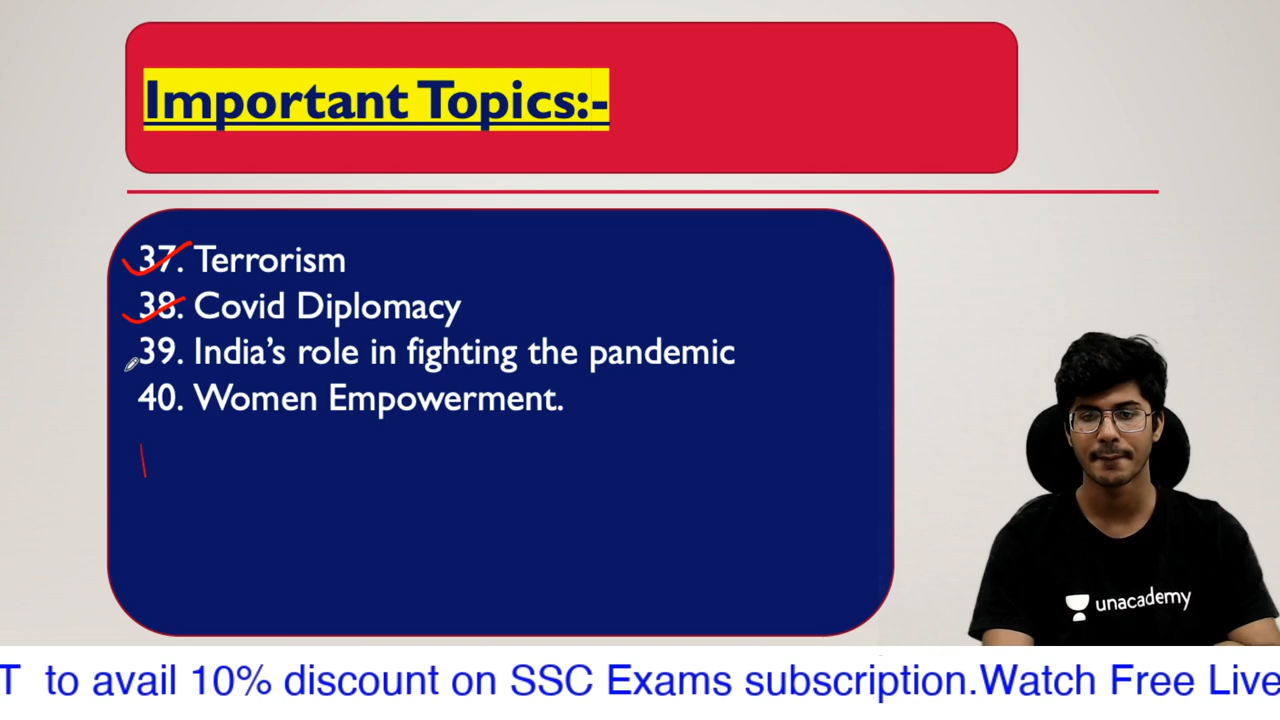 Important Topics:-
37. Terrorism
38. Covid Diplomacy
39. India's role in fighting the pandemic
40. Women Empowerment.
unacademy
T to avail 10% discount on SSC Exams subscription.Watch Free Live